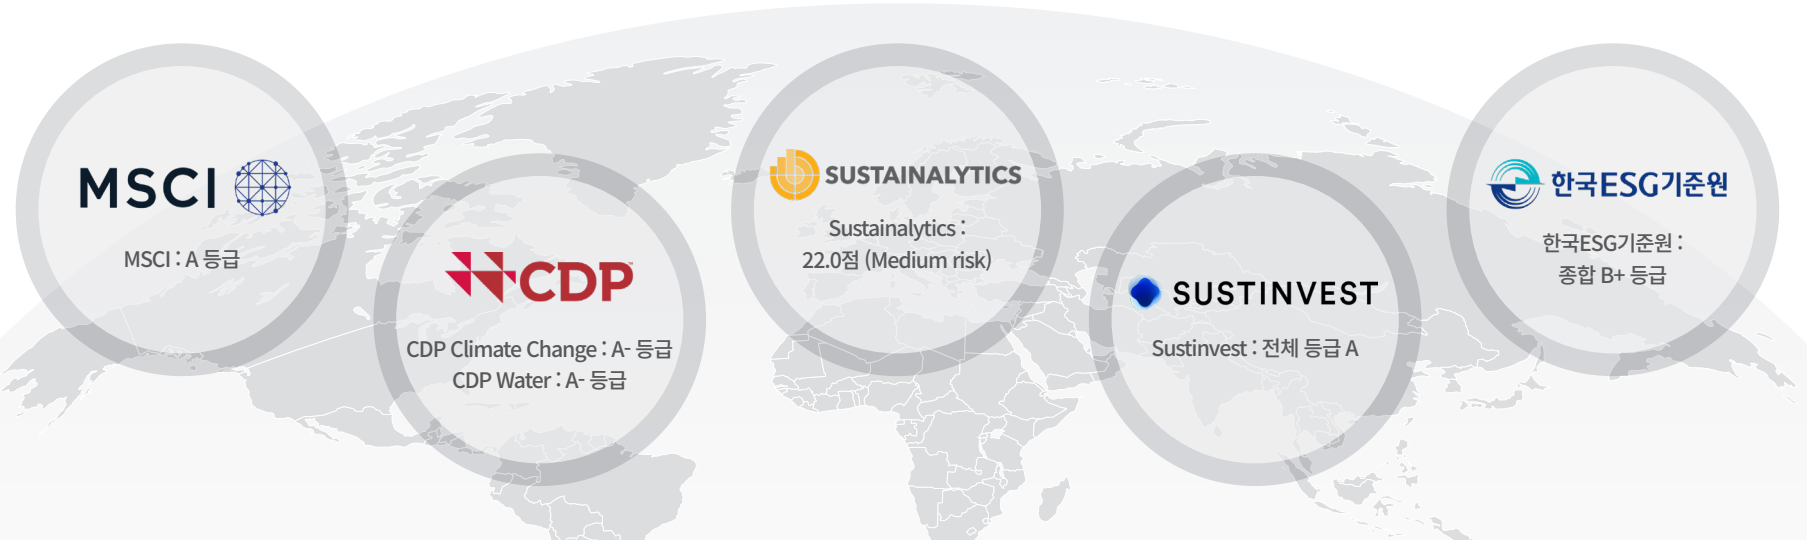 MSCI
MSCI : A 등급
CDP
CDP Climate Change : A- 등급
CDP Water : A- 등급
SUSTAINALYTICS
Sustainalytics :
22.0점 (Medium risk)
SUSTINVEST
Sustinvest : 전체 등급 A
한국ESG기준원
한국ESG기준원 :
종합 B+ 등급